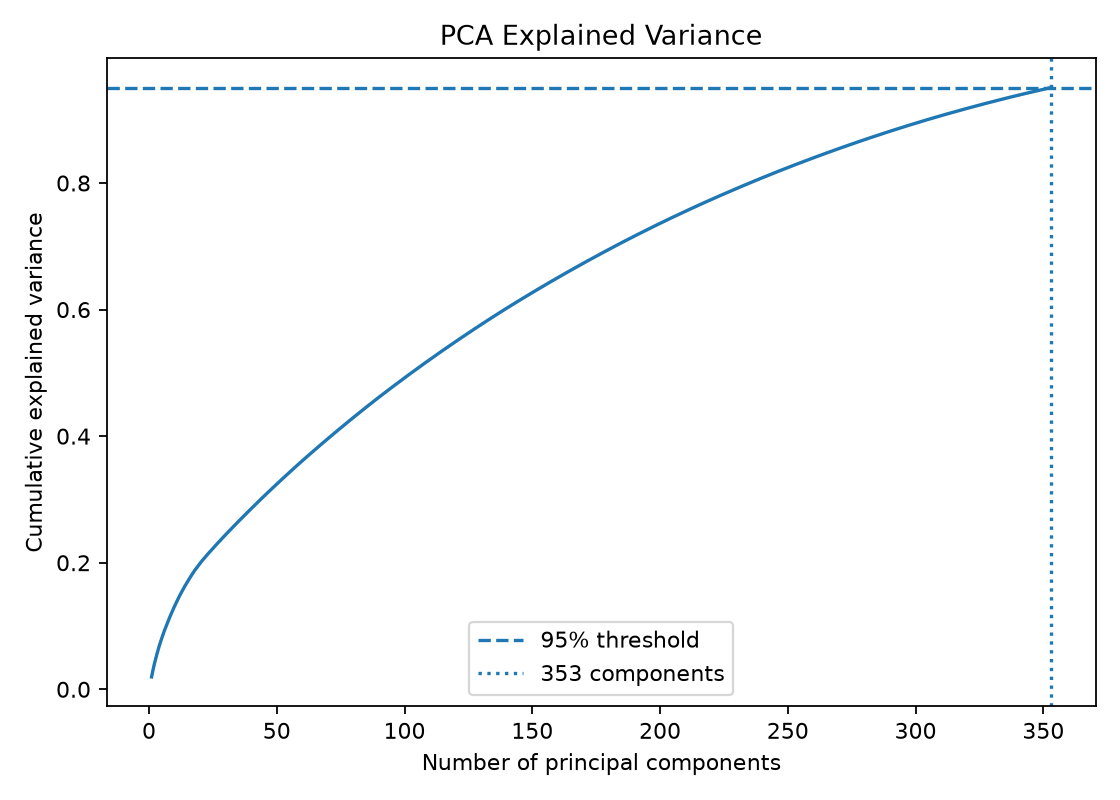 PCA Explained Variance
Cumulative explained variance
0.8
0.6
0.4
0.2
0.0
95% threshold
353 components
0 50 100 150 200 250 300 350
Number of principal components